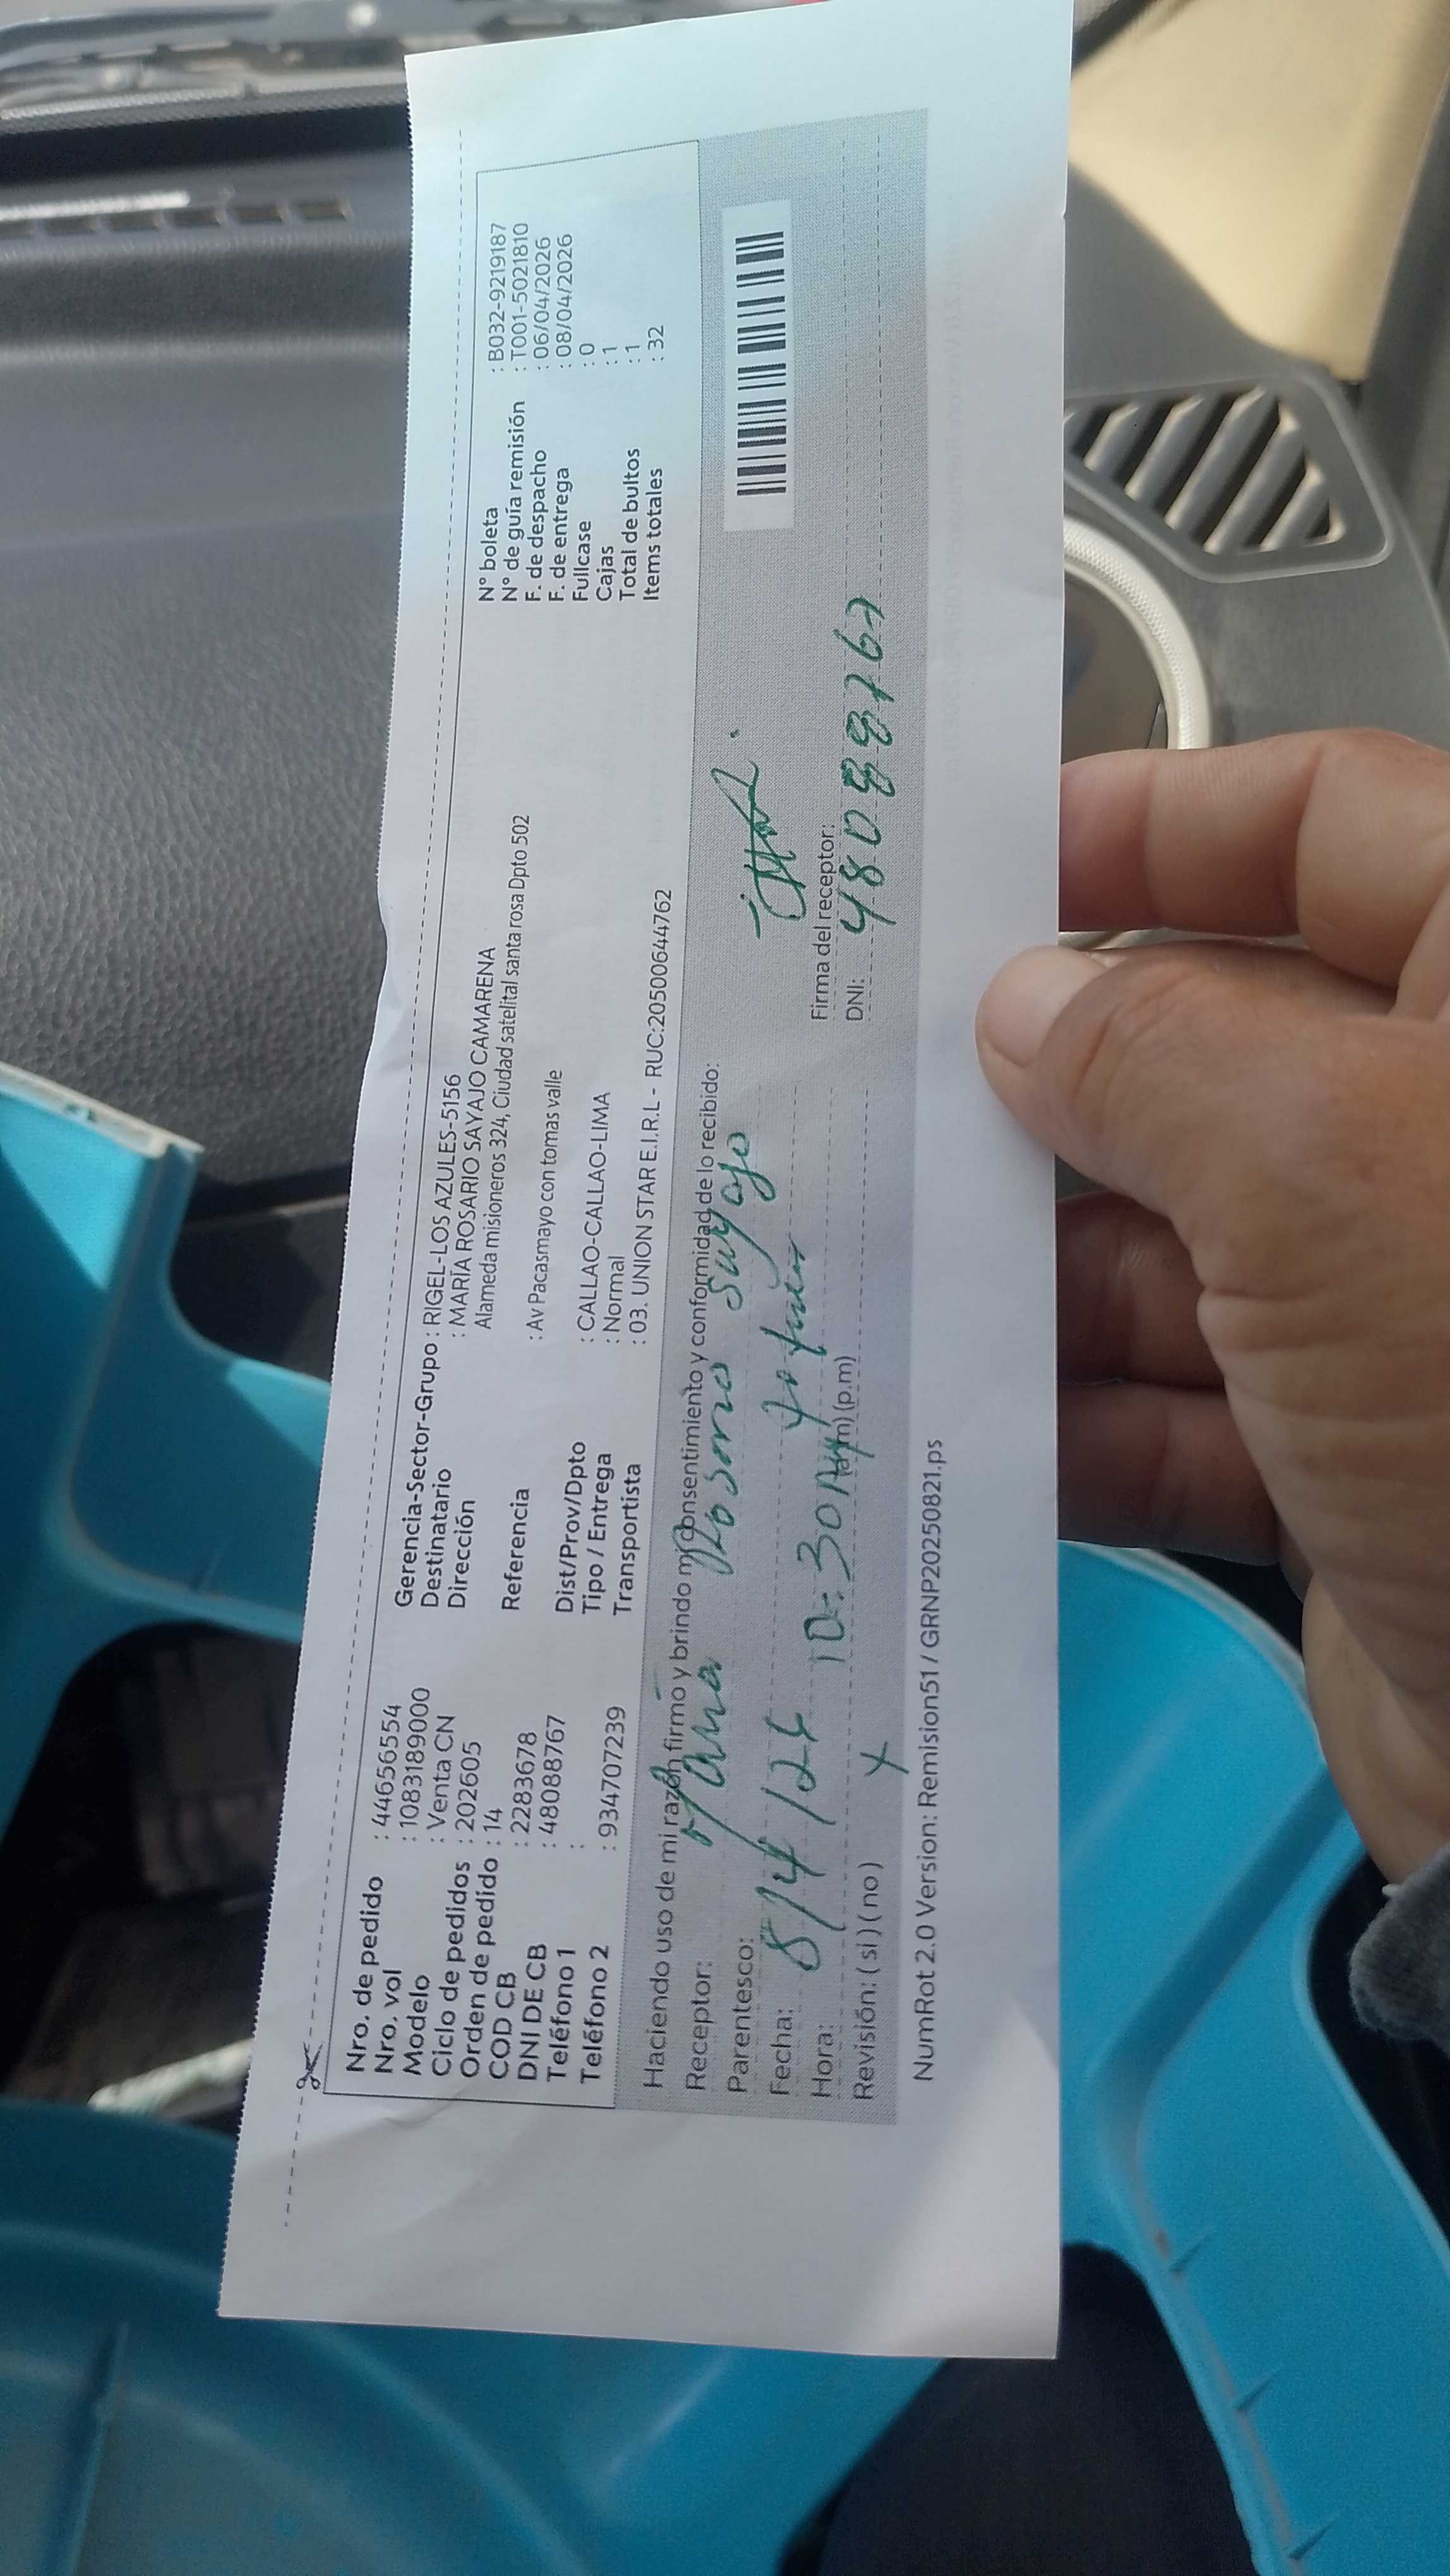 Nro. de pedido : 44656554
Nro. vol : 1083189000
Modelo : Venta CN
Ciclo de pedidos : 202605
Orden de pedido : 14
COD CB : 2283678
DNI DE CB : 48088767
Teléfono 1 :
Teléfono 2 : 934707239
Gerencia-Sector-Grupo : RIGEL-LOS AZULES-5156
Destinatario : MARÍA ROSARIO SAYAJO CAMARENA
Dirección Alameda misioneros 324, Ciudad satelital santa rosa Dpto 502
Referencia : Av Pacasmayo con tomas valle
Dist/Prov/Dpto : CALLAO-CALLAO-LIMA
Tipo / Entrega : Normal
Transportista : 03. UNION STAR E.I.R.L - RUC:20500644762
N° boleta : B032-9219187
N° de guía remisión : T001-5021810
F. de despacho : 06/04/2026
F. de entrega : 08/04/2026
Fullcase : 0
Cajas : 1
Total de bultos : 1
Items totales : 32
Haciendo uso de mi razón firmo y brindo mi consentimiento y conformidad de lo recibido:
Receptor: Maria Rosario Sayajo
Parentesco:
Fecha: 8/4/26
Hora: 10:30 AM (a.m) (p.m)
Revisión: ( si ) ( no ) X
Firma del receptor:
DNI: 48088767
NumRot 2.0 Version: Remision51 / GRNP20250821.ps